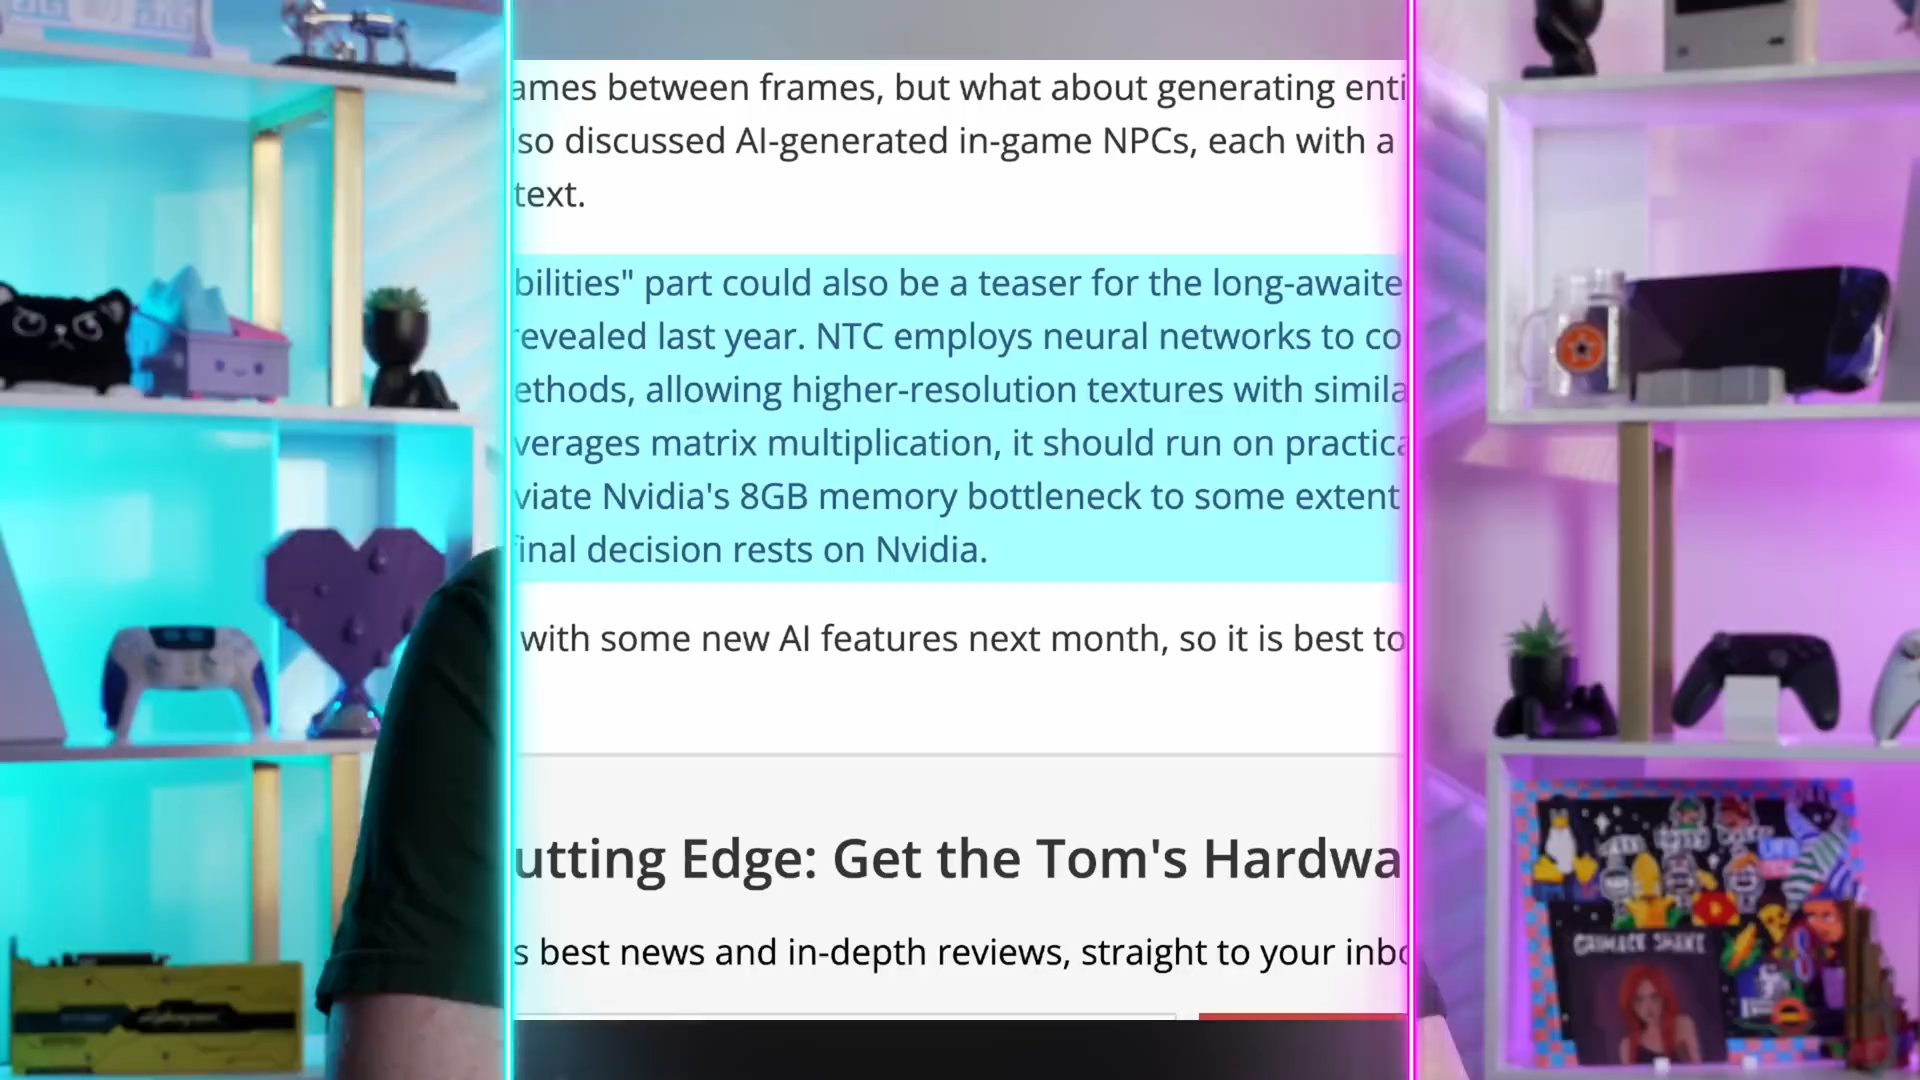 ames between frames, but what about generating enti
so discussed AI-generated in-game NPCs, each with a
text.
bilities" part could also be a teaser for the long-awaite
revealed last year. NTC employs neural networks to co
ethods, allowing higher-resolution textures with simila
verages matrix multiplication, it should run on practica
viate Nvidia's 8GB memory bottleneck to some extent
final decision rests on Nvidia.
with some new AI features next month, so it is best to
utting Edge: Get the Tom's Hardwa
s best news and in-depth reviews, straight to your inbo
GRIMACE SHAKE